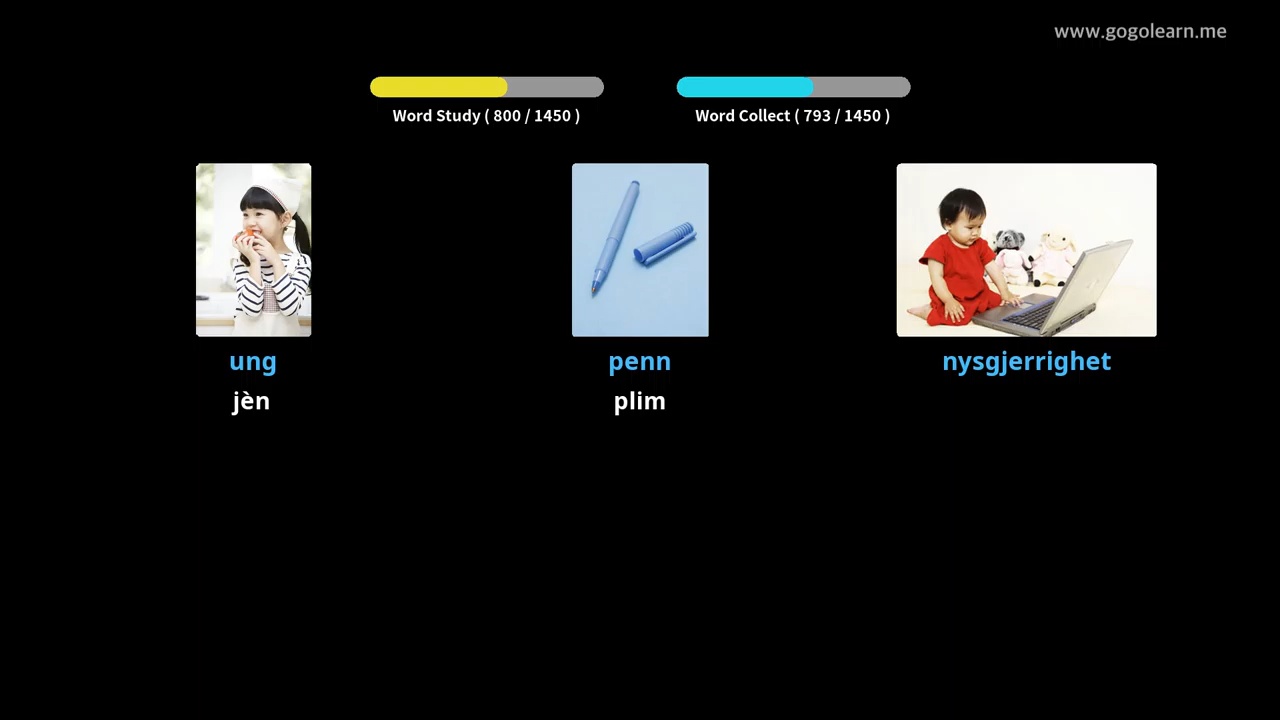 www.gogolearn.me
Word Study ( 800 / 1450 )
Word Collect ( 793 / 1450 )
ung
penn
nysgjerrighet
jèn
plim